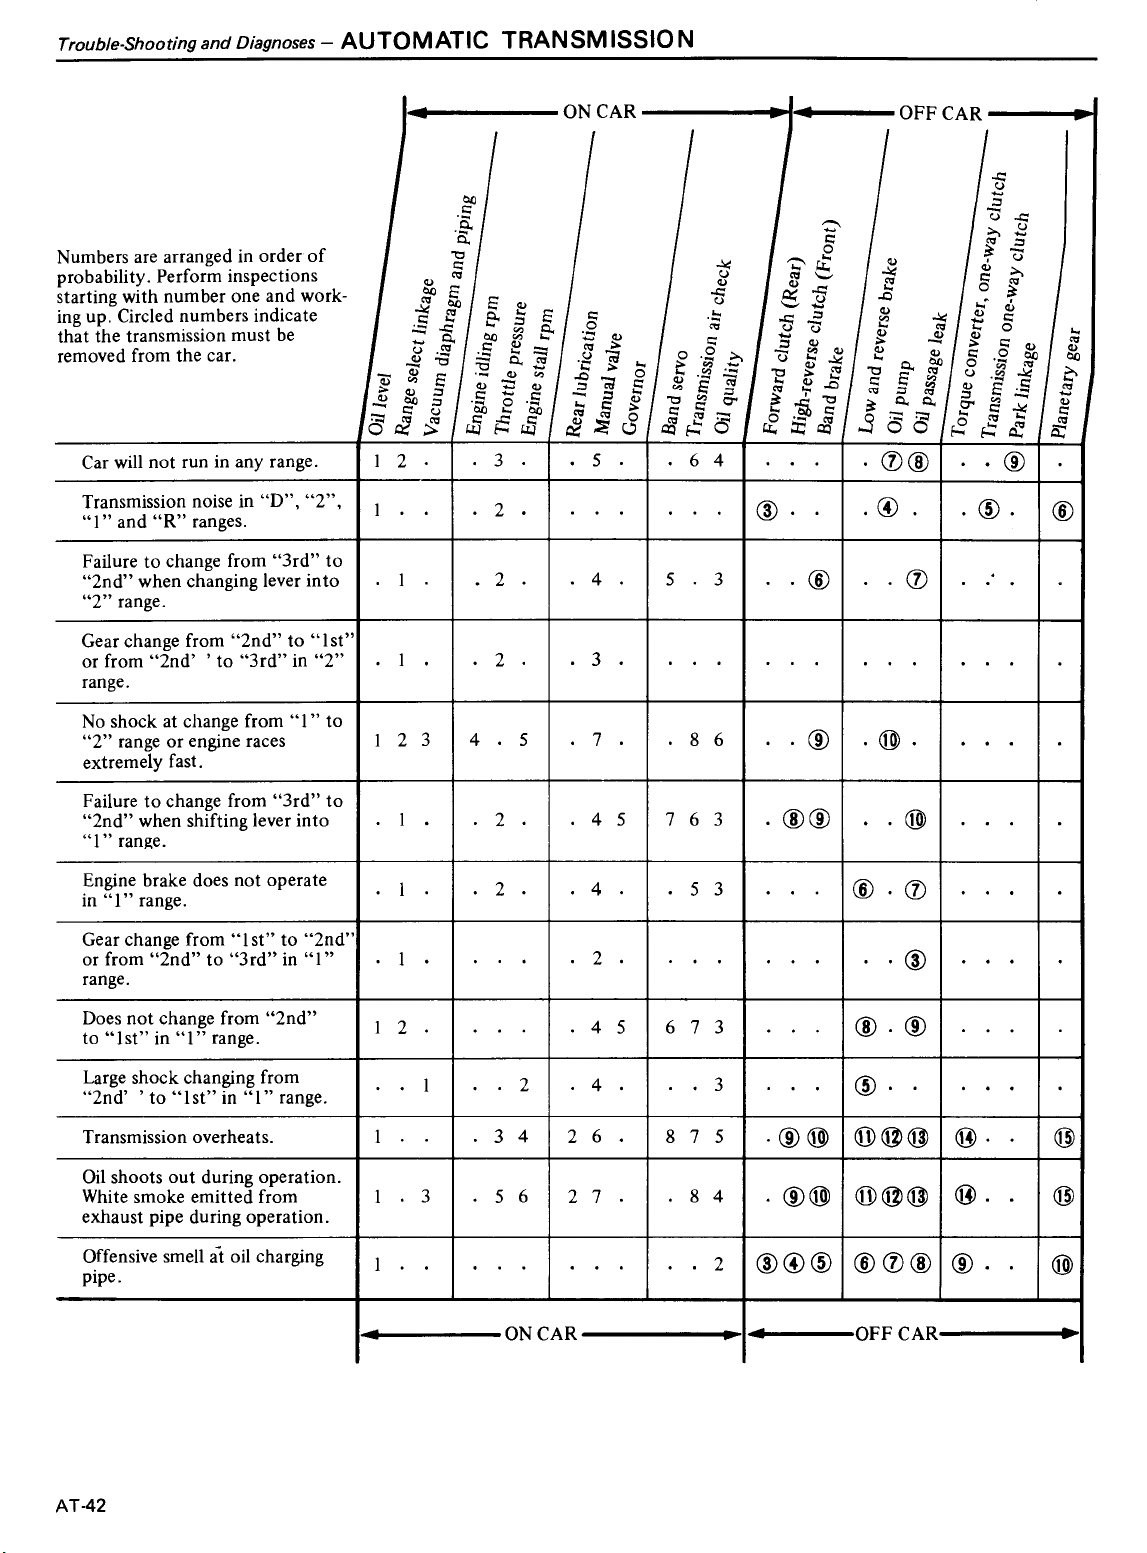 Trouble-Shooting and Diagnoses – AUTOMATIC TRANSMISSION
ON CAR OFF CAR
Numbers are arranged in order of
probability. Perform inspections
starting with number one and work-
ing up. Circled numbers indicate
that the transmission must be
removed from the car.
Oil level
Range select linkage
Vacuum diaphragm and piping
Engine idling rpm
Throttle pressure
Engine stall rpm
Rear lubrication
Manual valve
Governor
Band servo
Transmission air check
Oil quality
Forward clutch (Rear)
High-reverse clutch (Front)
Band brake
Low and reverse brake
Oil pump
Oil passage leak
Torque converter, one-way clutch
Transmission one-way clutch
Park linkage
Planetary gear
Car will not run in any range. 1 2 . . 3 . . 5 . . 6 4 . . . . ⑦ ⑧ . . ⑨ .
Transmission noise in “D”, “2”,
“1” and “R” ranges. 1 . . . 2 . . . . . . . ③ . . . ④ . . ⑤ . ⑥
Failure to change from “3rd” to
“2nd” when changing lever into . 1 . . 2 . . 4 . 5 . 3 . . ⑥ . . ⑦ . . . .
“2” range.
Gear change from “2nd” to “1st”
or from “2nd’ ’ to “3rd” in “2” . 1 . . 2 . . 3 . . . . . . . . . . . . . .
range.
No shock at change from “1” to
“2” range or engine races 1 2 3 4 . 5 . 7 . . 8 6 . . ⑨ . ⑩ . . . . .
extremely fast.
Failure to change from “3rd” to
“2nd” when shifting lever into . 1 . . 2 . . 4 5 7 6 3 . ⑧ ⑨ . . ⑩ . . . .
“1” range.
Engine brake does not operate
in “1” range. . 1 . . 2 . . 4 . . 5 3 . . . ⑥ . ⑦ . . . .
Gear change from “1st” to “2nd”
or from “2nd” to “3rd” in “1” . 1 . . . . . 2 . . . . . . . . . ③ . . . .
range.
Does not change from “2nd”
to “1st” in “1” range. 1 2 . . . . . 4 5 6 7 3 . . . ⑧ . ⑨ . . . .
Large shock changing from
“2nd’ ’ to “1st” in “1” range. . . 1 . . 2 . 4 . . . 3 . . . ⑤ . . . . . .
Transmission overheats. 1 . . . 3 4 2 6 . 8 7 5 . ⑨ ⑩ ⑪ ⑫ ⑬ ⑭ . . ⑮
Oil shoots out during operation.
White smoke emitted from 1 . 3 . 5 6 2 7 . . 8 4 . ⑨ ⑩ ⑪ ⑫ ⑬ ⑭ . . ⑮
exhaust pipe during operation.
Offensive smell at oil charging
pipe. 1 . . . . . . . . . . 2 ③ ④ ⑤ ⑥ ⑦ ⑧ ⑨ . . ⑩
ON CAR OFF CAR
AT-42